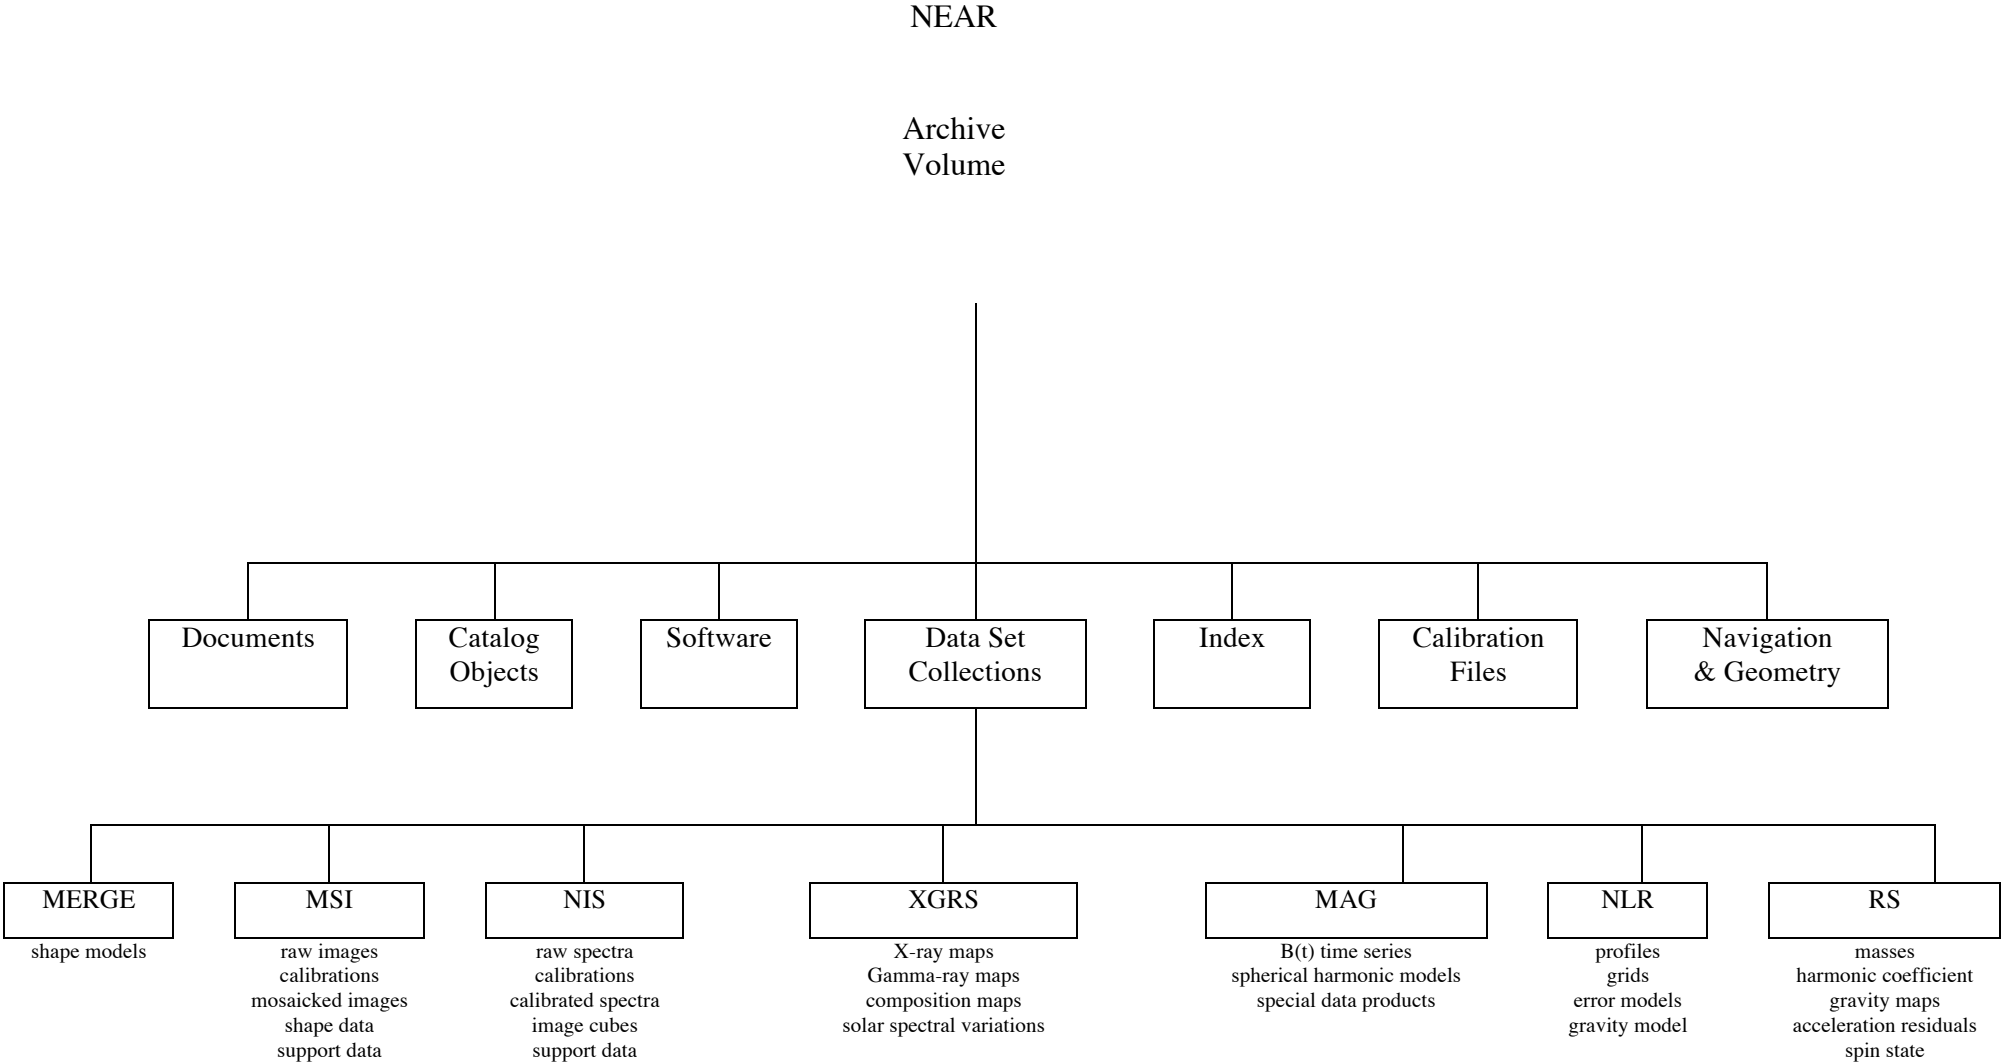 NEAR
Archive
Volume
Documents
Catalog
Objects
Software
Data Set
Collections
Index
Calibration
Files
Navigation
& Geometry
MERGE
shape models
MSI
raw images
calibrations
mosaicked images
shape data
support data
NIS
raw spectra
calibrations
calibrated spectra
image cubes
support data
XGRS
X-ray maps
Gamma-ray maps
composition maps
solar spectral variations
MAG
B(t) time series
spherical harmonic models
special data products
NLR
profiles
grids
error models
gravity model
RS
masses
harmonic coefficient
gravity maps
acceleration residuals
spin state